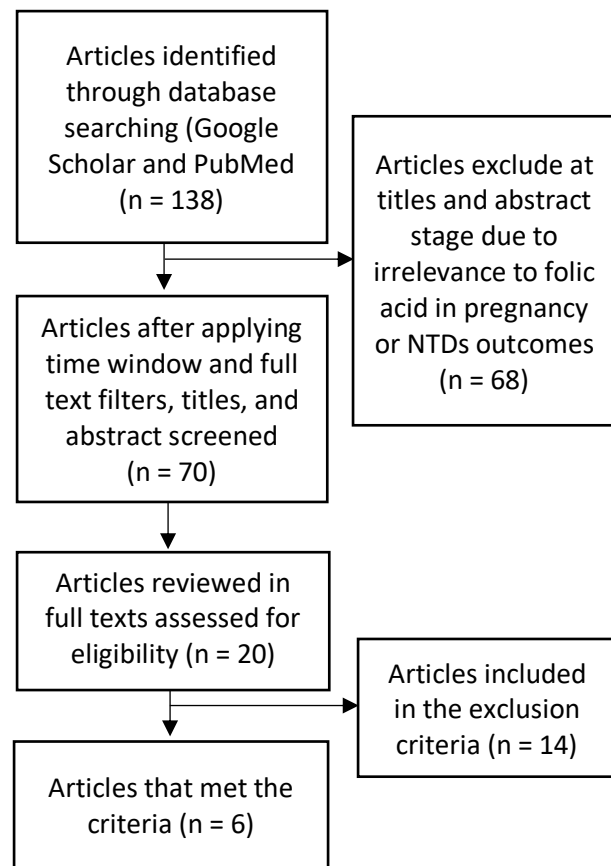 Articles identified
through database
searching (Google
Scholar and PubMed
(n = 138)
Articles exclude at
titles and abstract
stage due to
irrelevance to folic
acid in pregnancy
or NTDs outcomes
(n = 68)
Articles after applying
time window and full
text filters, titles, and
abstract screened
(n = 70)
Articles reviewed in
full texts assessed for
eligibility (n = 20)
Articles included
in the exclusion
criteria (n = 14)
Articles that met the
criteria (n = 6)